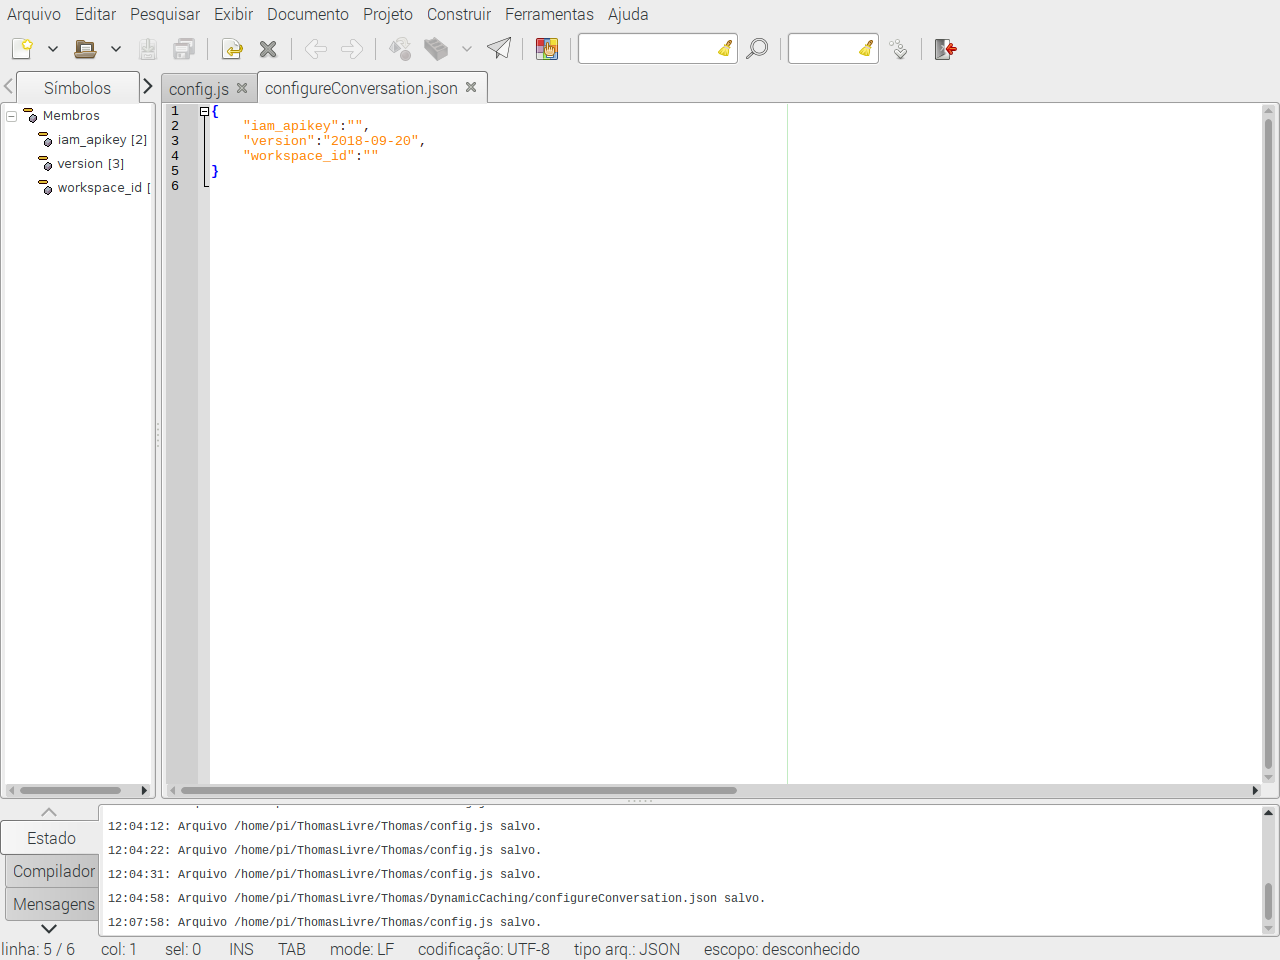 Arquivo Editar Pesquisar Exibir Documento Projeto Construir Ferramentas Ajuda
Símbolos
config.js configureConversation.json
Membros
iam_apikey [2]
version [3]
workspace_id [
1 {
2 "iam_apikey":"",
3 "version":"2018-09-20",
4 "workspace_id":""
5 }
6
Estado
Compilador
Mensagens
12:04:12: Arquivo /home/pi/ThomasLivre/Thomas/config.js salvo.
12:04:22: Arquivo /home/pi/ThomasLivre/Thomas/config.js salvo.
12:04:31: Arquivo /home/pi/ThomasLivre/Thomas/config.js salvo.
12:04:58: Arquivo /home/pi/ThomasLivre/Thomas/DynamicCaching/configureConversation.json salvo.
12:07:58: Arquivo /home/pi/ThomasLivre/Thomas/config.js salvo.
linha: 5 / 6 col: 1 sel: 0 INS TAB mode: LF codificação: UTF-8 tipo arq.: JSON escopo: desconhecido